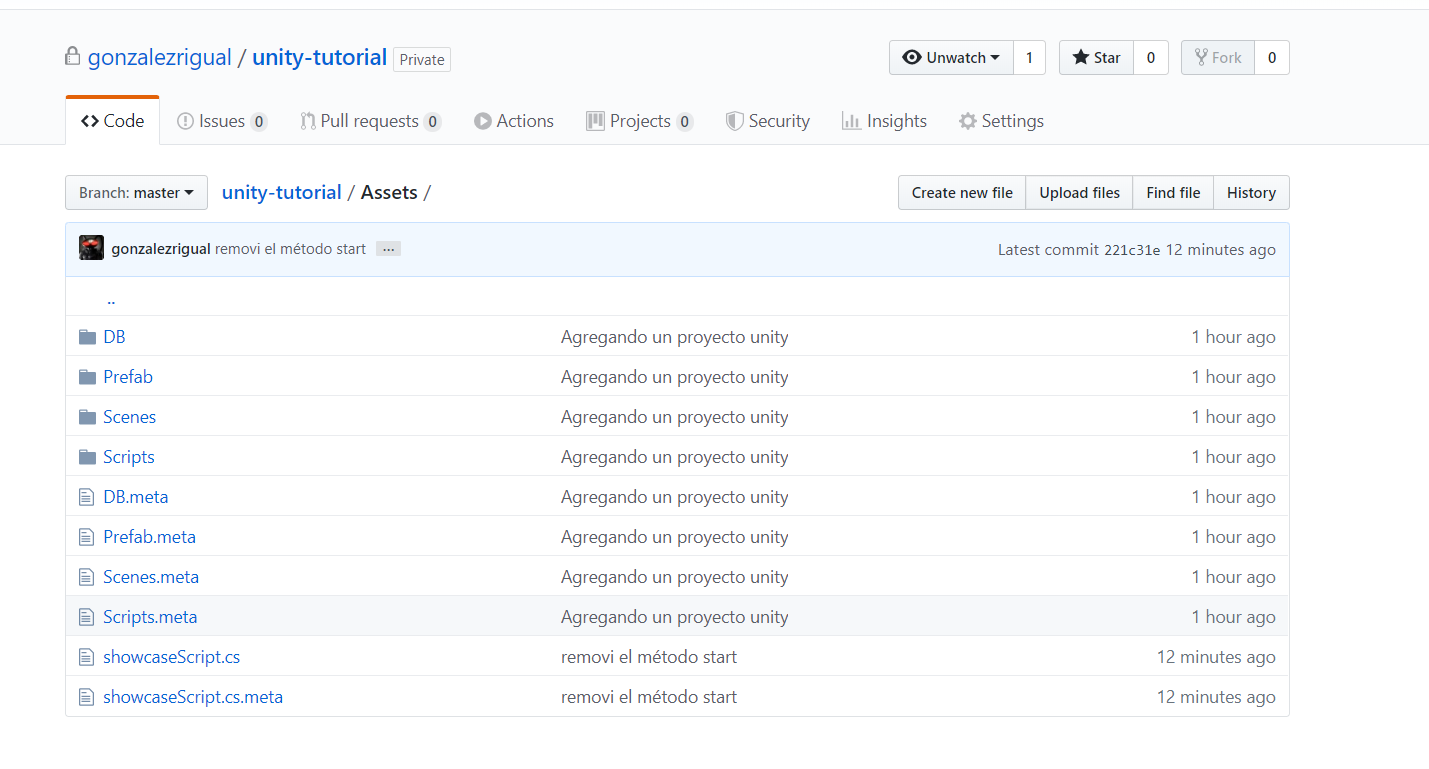 gonzalezrigual / unity-tutorial Private Unwatch 1 Star 0 Fork 0
Code Issues 0 Pull requests 0 Actions Projects 0 Security Insights Settings
Branch: master unity-tutorial / Assets / Create new file Upload files Find file History
gonzalezrigual removi el método start ... Latest commit 221c31e 12 minutes ago
..
DB Agregando un proyecto unity 1 hour ago
Prefab Agregando un proyecto unity 1 hour ago
Scenes Agregando un proyecto unity 1 hour ago
Scripts Agregando un proyecto unity 1 hour ago
DB.meta Agregando un proyecto unity 1 hour ago
Prefab.meta Agregando un proyecto unity 1 hour ago
Scenes.meta Agregando un proyecto unity 1 hour ago
Scripts.meta Agregando un proyecto unity 1 hour ago
showcaseScript.cs removi el método start 12 minutes ago
showcaseScript.cs.meta removi el método start 12 minutes ago